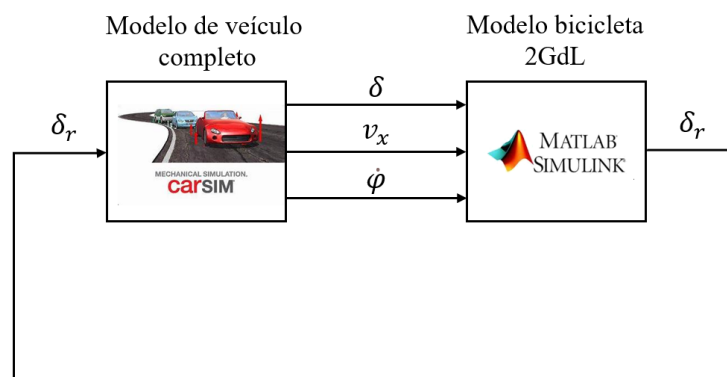 Modelo de veículo
completo
Modelo bicicleta
2GdL
δ
δᵣ
MECHANICAL SIMULATION.
carSIM
vₓ
MATLAB
SIMULINK®
δᵣ
φ̇